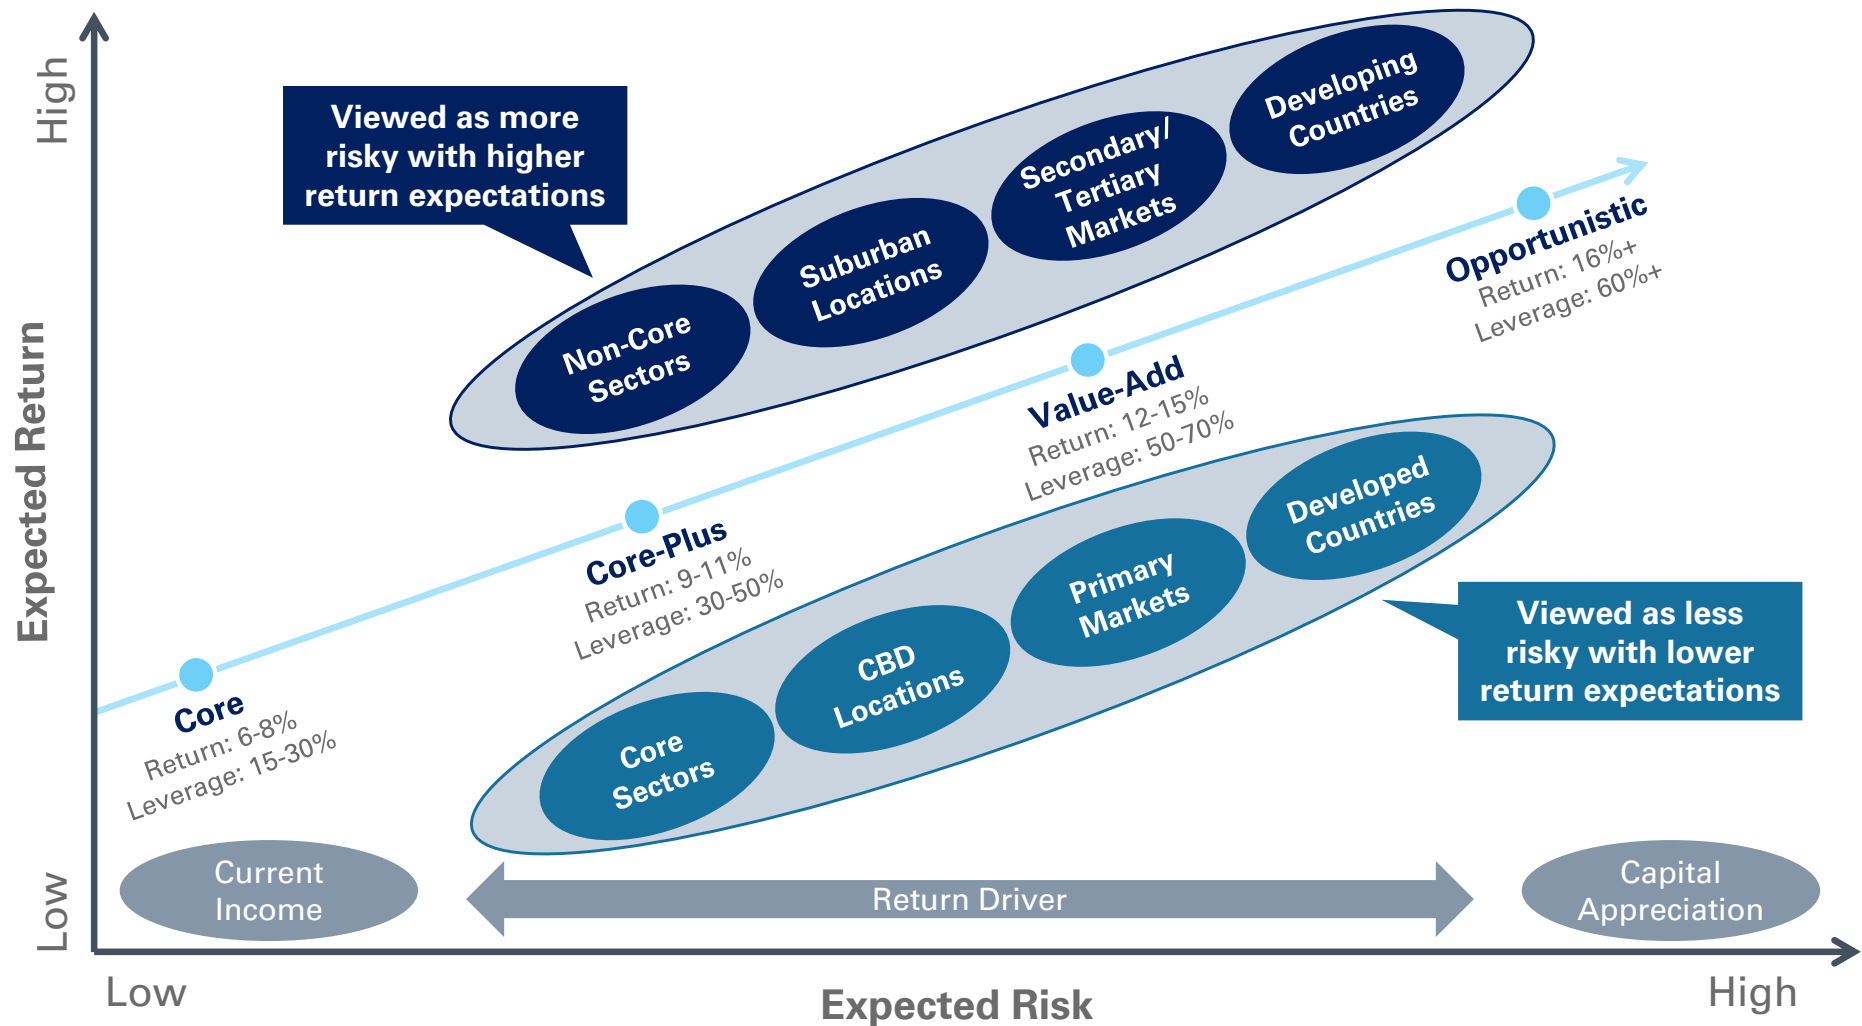 High
Expected Return
Low
Viewed as more
risky with higher
return expectations
Developing
Countries
Secondary/
Tertiary
Markets
Suburban
Locations
Non-Core
Sectors
Opportunistic
Return: 16%+
Leverage: 60%+
Value-Add
Return: 12-15%
Leverage: 50-70%
Core-Plus
Return: 9-11%
Leverage: 30-50%
Core
Return: 6-8%
Leverage: 15-30%
Developed
Countries
Primary
Markets
CBD
Locations
Core
Sectors
Viewed as less
risky with lower
return expectations
Current
Income
Return Driver
Capital
Appreciation
Low
Expected Risk
High